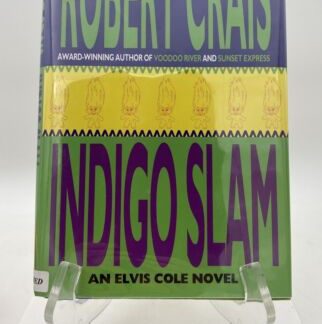 ROBERT CRAIS
AWARD-WINNING AUTHOR OF VOODOO RIVER AND SUNSET EXPRESS
INDIGO SLAM
AN ELVIS COLE NOVEL